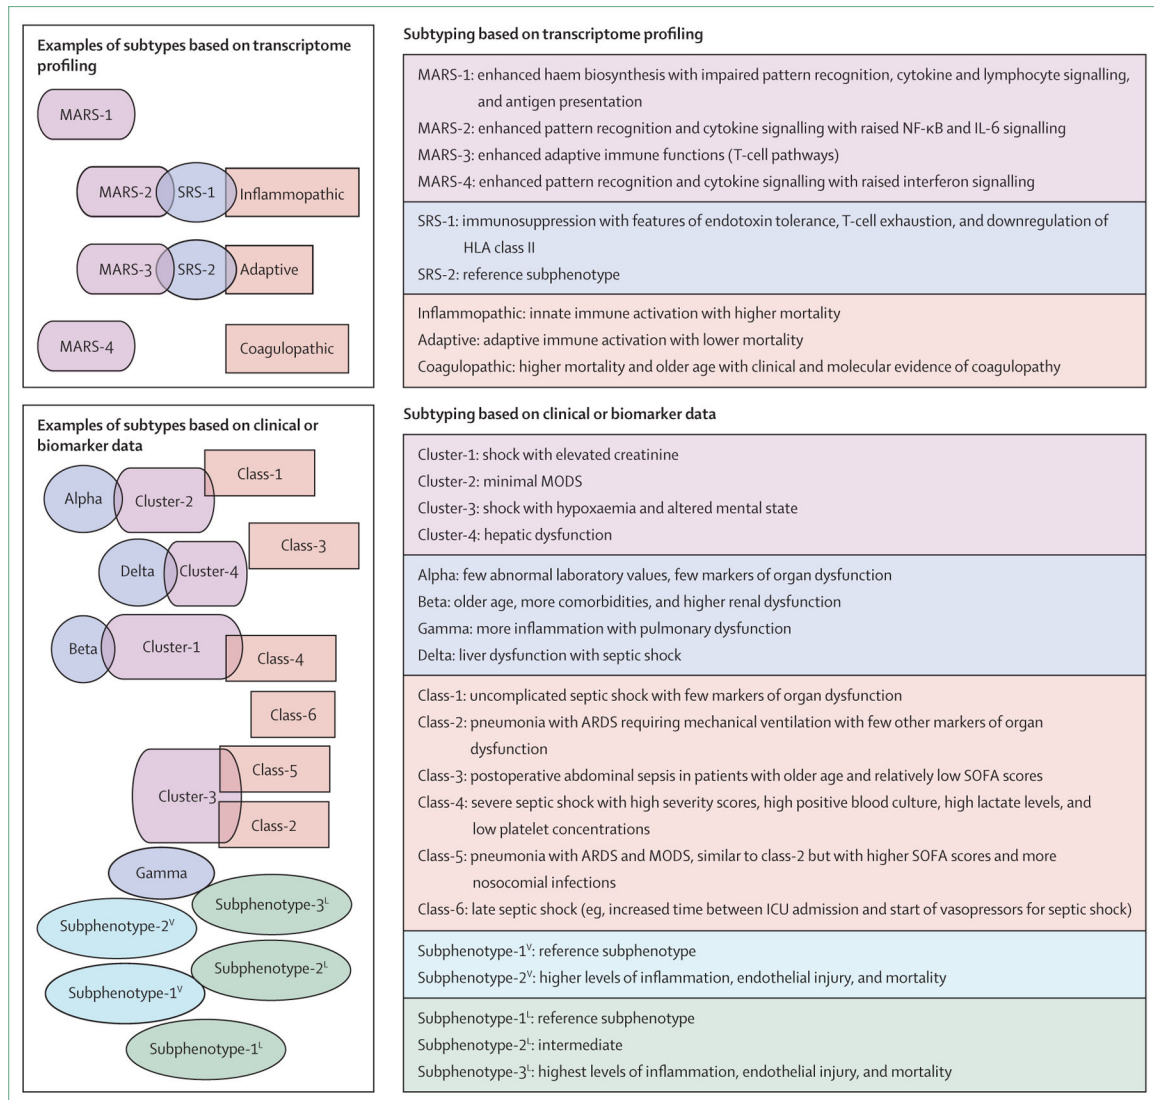 Examples of subtypes based on transcriptome
profiling
MARS-1
MARS-2
SRS-1
Inflammopathic
MARS-3
SRS-2
Adaptive
MARS-4
Coagulopathic
Subtyping based on transcriptome profiling
MARS-1: enhanced haem biosynthesis with impaired pattern recognition, cytokine and lymphocyte signalling,
and antigen presentation
MARS-2: enhanced pattern recognition and cytokine signalling with raised NF-κB and IL-6 signalling
MARS-3: enhanced adaptive immune functions (T-cell pathways)
MARS-4: enhanced pattern recognition and cytokine signalling with raised interferon signalling
SRS-1: immunosuppression with features of endotoxin tolerance, T-cell exhaustion, and downregulation of
HLA class II
SRS-2: reference subphenotype
Inflammopathic: innate immune activation with higher mortality
Adaptive: adaptive immune activation with lower mortality
Coagulopathic: higher mortality and older age with clinical and molecular evidence of coagulopathy
Examples of subtypes based on clinical or
biomarker data
Class-1
Alpha
Cluster-2
Class-3
Delta
Cluster-4
Beta
Cluster-1
Class-4
Class-6
Class-5
Cluster-3
Class-2
Gamma
Subphenotype-3ᴸ
Subphenotype-2ⱽ
Subphenotype-2ᴸ
Subphenotype-1ⱽ
Subphenotype-1ᴸ
Subtyping based on clinical or biomarker data
Cluster-1: shock with elevated creatinine
Cluster-2: minimal MODS
Cluster-3: shock with hypoxaemia and altered mental state
Cluster-4: hepatic dysfunction
Alpha: few abnormal laboratory values, few markers of organ dysfunction
Beta: older age, more comorbidities, and higher renal dysfunction
Gamma: more inflammation with pulmonary dysfunction
Delta: liver dysfunction with septic shock
Class-1: uncomplicated septic shock with few markers of organ dysfunction
Class-2: pneumonia with ARDS requiring mechanical ventilation with few other markers of organ
dysfunction
Class-3: postoperative abdominal sepsis in patients with older age and relatively low SOFA scores
Class-4: severe septic shock with high severity scores, high positive blood culture, high lactate levels, and
low platelet concentrations
Class-5: pneumonia with ARDS and MODS, similar to class-2 but with higher SOFA scores and more
nosocomial infections
Class-6: late septic shock (eg, increased time between ICU admission and start of vasopressors for septic shock)
Subphenotype-1ⱽ: reference subphenotype
Subphenotype-2ⱽ: higher levels of inflammation, endothelial injury, and mortality
Subphenotype-1ᴸ: reference subphenotype
Subphenotype-2ᴸ: intermediate
Subphenotype-3ᴸ: highest levels of inflammation, endothelial injury, and mortality